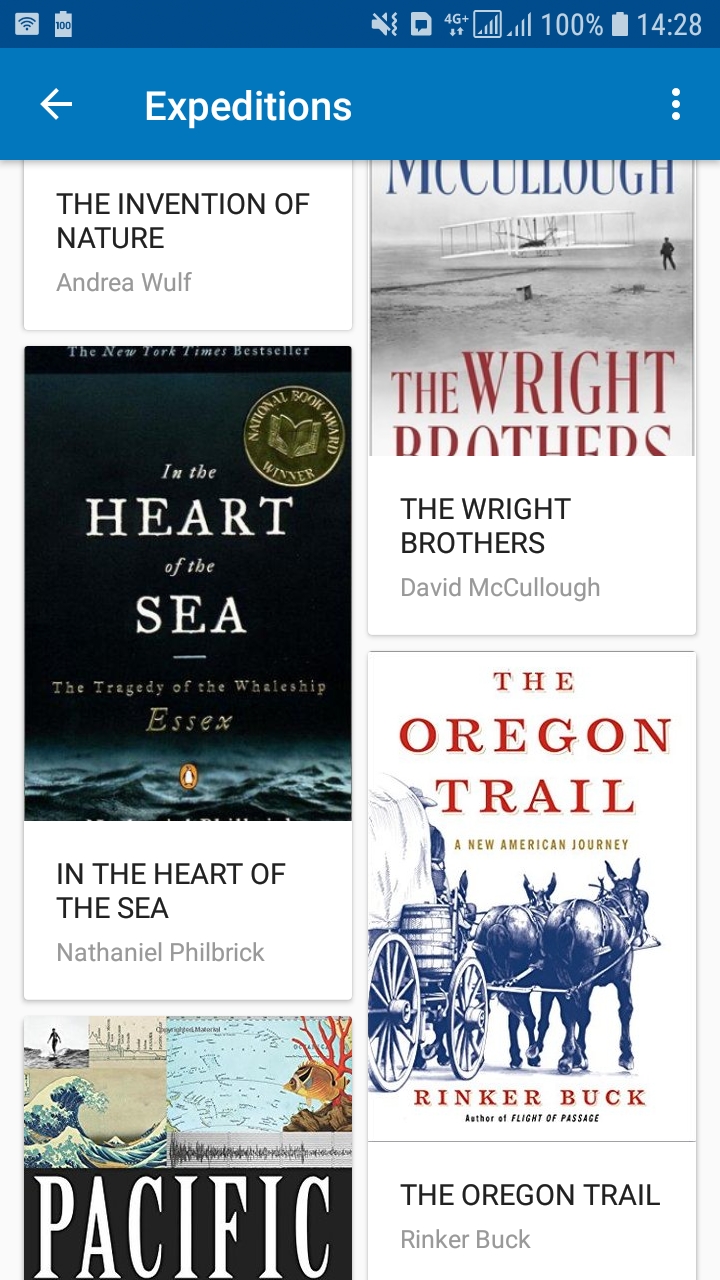 100
4G+
100%
14:28
Expeditions
THE INVENTION OF
NATURE
Andrea Wulf
The New York Times Bestseller
NATIONAL BOOK AWARD
WINNER
In the
HEART
of the
SEA
The Tragedy of the Whaleship
Essex
IN THE HEART OF
THE SEA
Nathaniel Philbrick
Copyrighted Material
PACIFIC
MCCULLOUGH
THE WRIGHT
BROTHERS
THE WRIGHT
BROTHERS
David McCullough
THE
OREGON
TRAIL
A NEW AMERICAN JOURNEY
RINKER BUCK
Author of FLIGHT OF PASSAGE
THE OREGON TRAIL
Rinker Buck